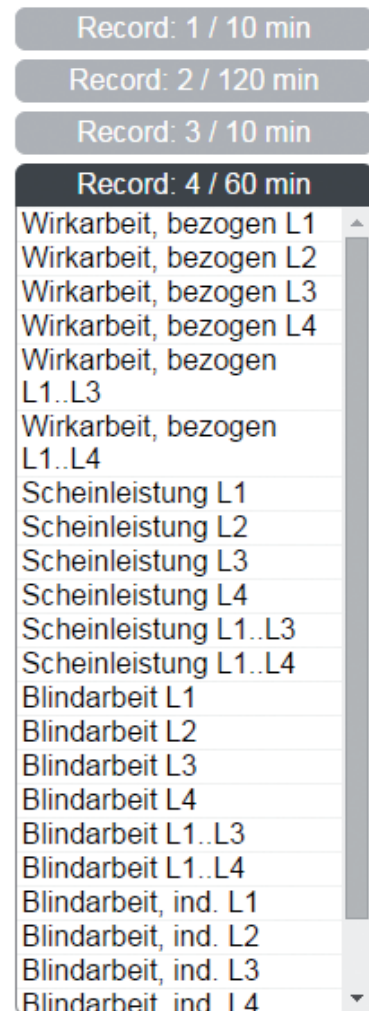 Record: 1 / 10 min
Record: 2 / 120 min
Record: 3 / 10 min
Record: 4 / 60 min
Wirkarbeit, bezogen L1
Wirkarbeit, bezogen L2
Wirkarbeit, bezogen L3
Wirkarbeit, bezogen L4
Wirkarbeit, bezogen
L1..L3
Wirkarbeit, bezogen
L1..L4
Scheinleistung L1
Scheinleistung L2
Scheinleistung L3
Scheinleistung L4
Scheinleistung L1..L3
Scheinleistung L1..L4
Blindarbeit L1
Blindarbeit L2
Blindarbeit L3
Blindarbeit L4
Blindarbeit L1..L3
Blindarbeit L1..L4
Blindarbeit, ind. L1
Blindarbeit, ind. L2
Blindarbeit, ind. L3
Blindarbeit, ind. L4